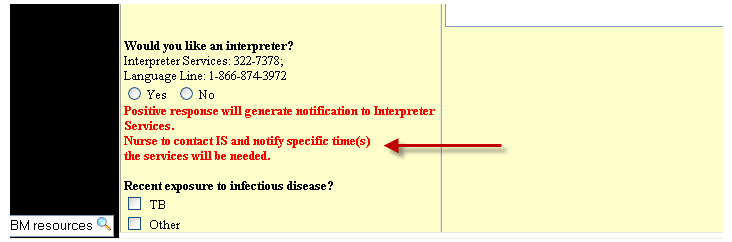 Would you like an interpreter?
Interpreter Services: 322-7378;
Language Line: 1-866-874-3972
Yes No
Positive response will generate notification to Interpreter
Services.
Nurse to contact IS and notify specific time(s)
the services will be needed.
Recent exposure to infectious disease?
TB
Other
BM resources